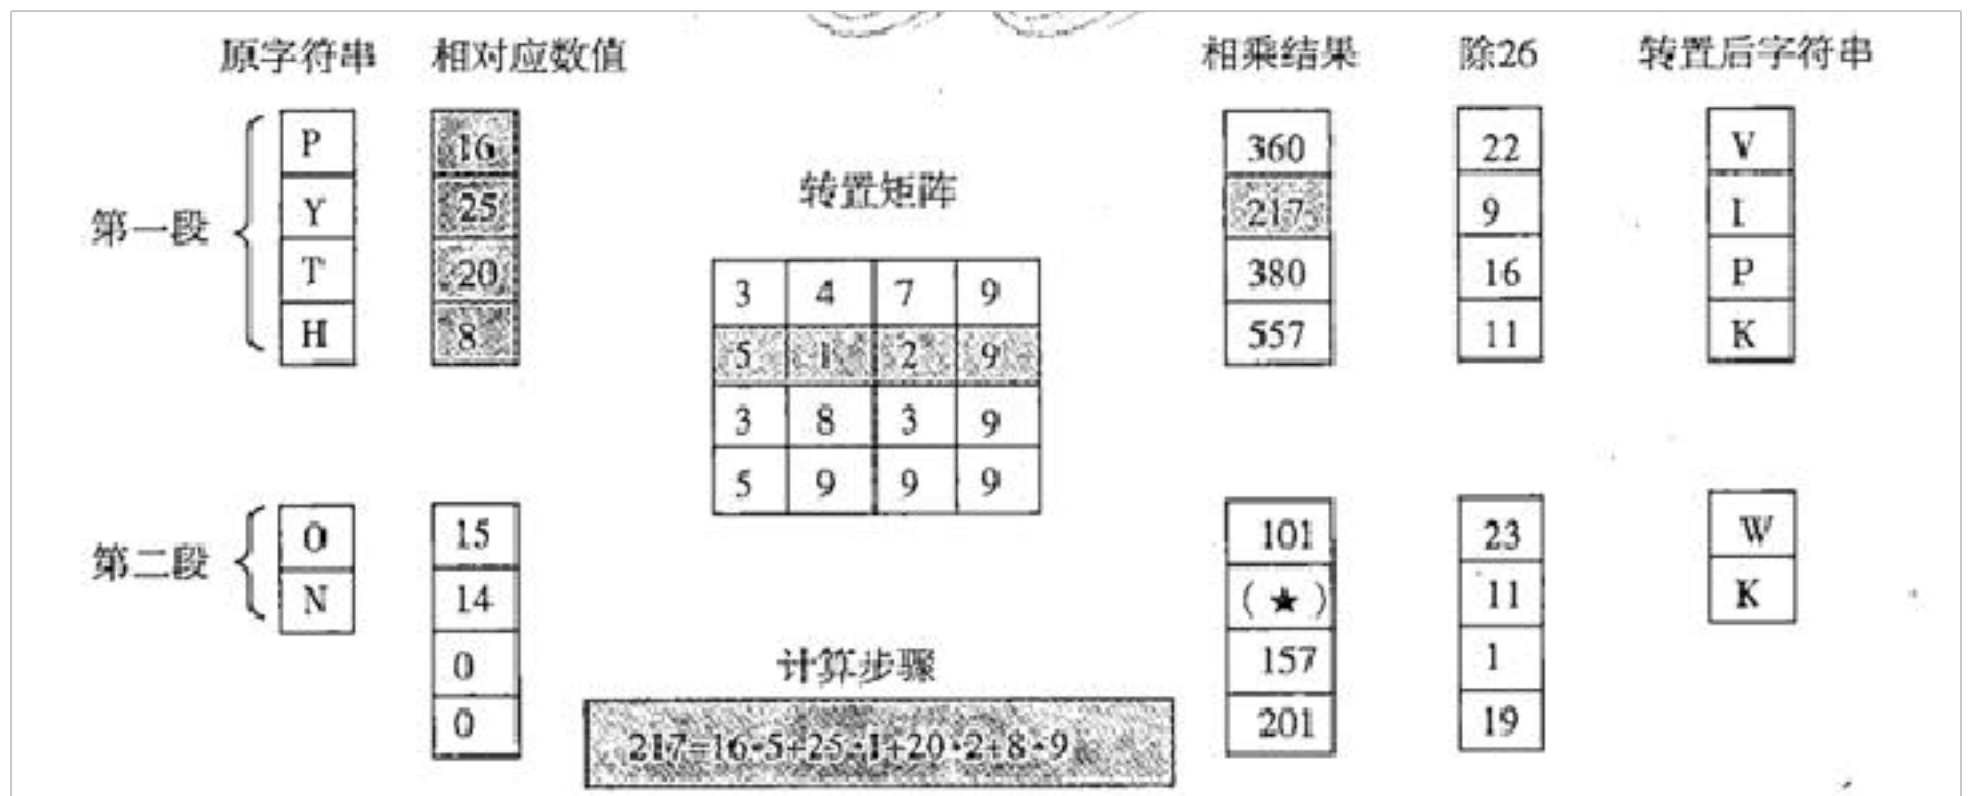 原字符串 相对应数值 相乘结果 除26 转置后字符串
P 16 360 22 V
第一段 Y 25 转置矩阵 217 9 I
T 20 380 16 P
H 8 557 11 K
3 4 7 9
5 1 2 9
3 8 3 9
5 9 9 9
第二段 O 15 101 23 W
N 14 (★) 11 K
0 157 1
0 201 19
计算步骤
217=16·5+25·1+20·2+8·9